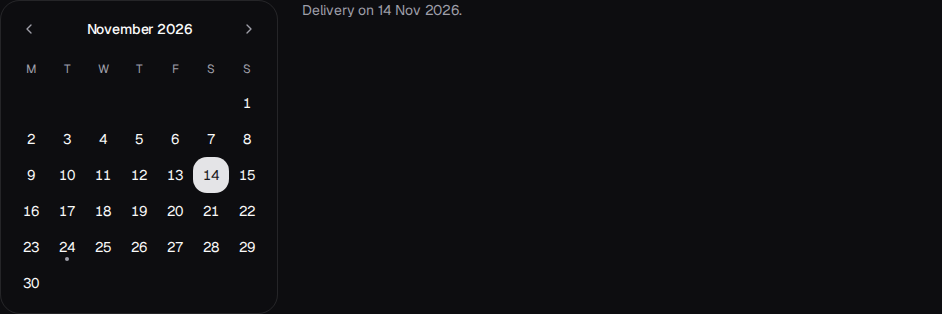 November 2026
M T W T F S S
1
2 3 4 5 6 7 8
9 10 11 12 13 14 15
16 17 18 19 20 21 22
23 24 25 26 27 28 29
30
Delivery on 14 Nov 2026.